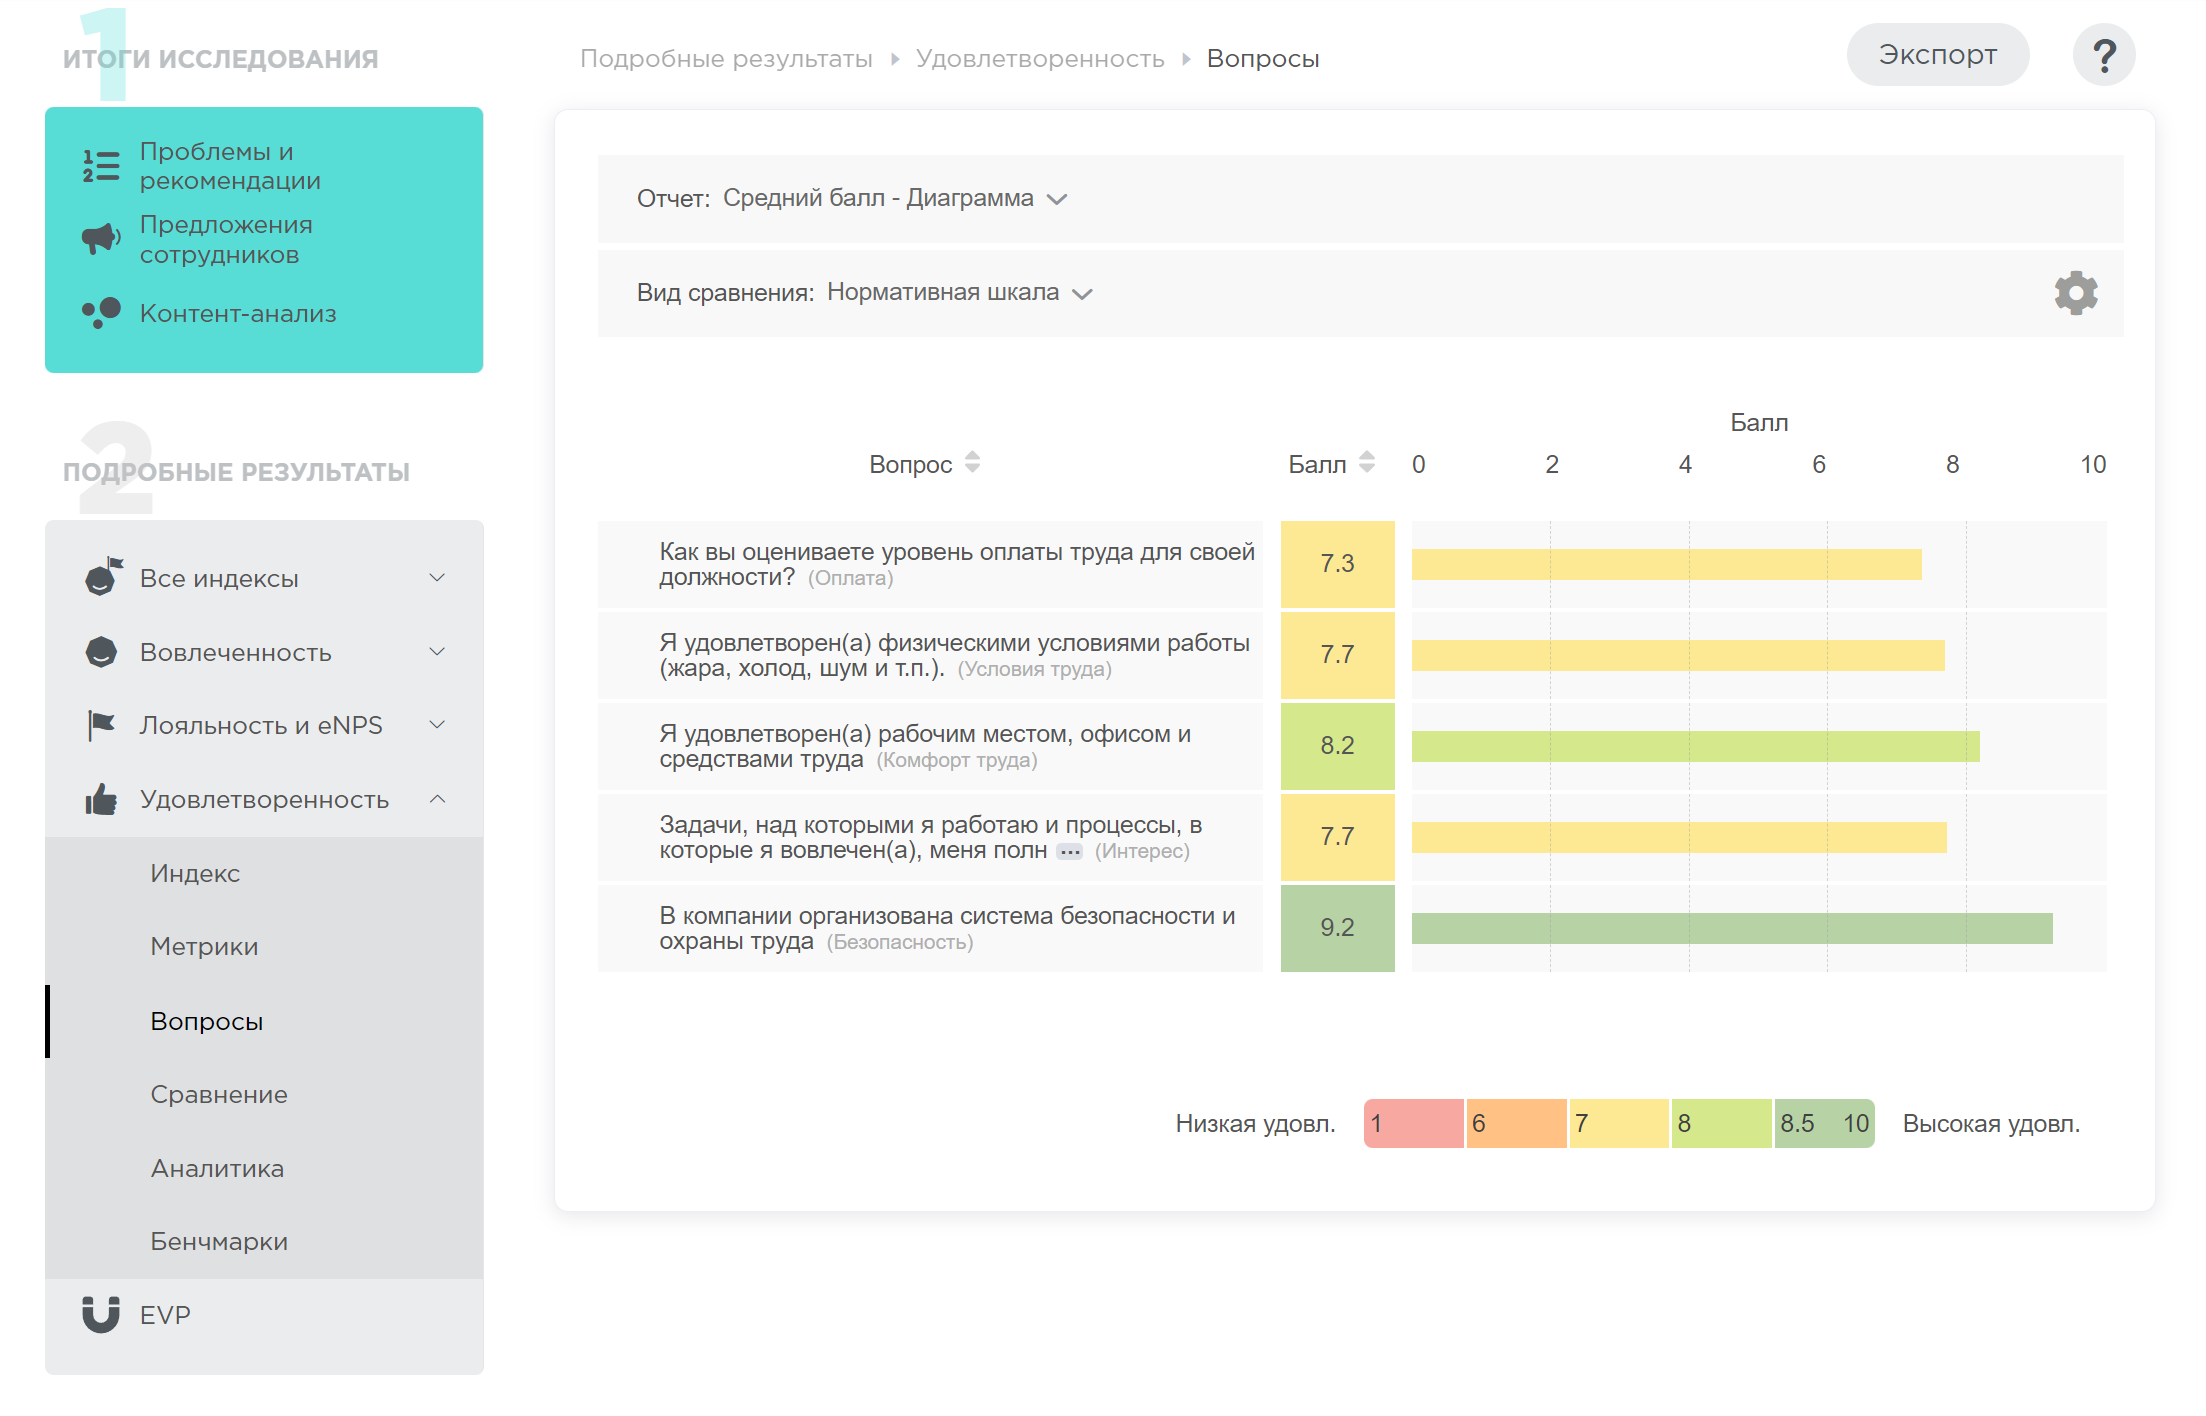 1
ИТОГИ ИССЛЕДОВАНИЯ
Проблемы и
рекомендации
Предложения
сотрудников
Контент-анализ
2
ПОДРОБНЫЕ РЕЗУЛЬТАТЫ
Все индексы
Вовлеченность
Лояльность и eNPS
Удовлетворенность
Индекс
Метрики
Вопросы
Сравнение
Аналитика
Бенчмарки
EVP
Подробные результаты Удовлетворенность Вопросы
Экспорт ?
Отчет: Средний балл - Диаграмма
Вид сравнения: Нормативная шкала
Балл
Вопрос Балл 0 2 4 6 8 10
Как вы оцениваете уровень оплаты труда для своей
должности? (Оплата)
7.3
Я удовлетворен(а) физическими условиями работы
(жара, холод, шум и т.п.). (Условия труда)
7.7
Я удовлетворен(а) рабочим местом, офисом и
средствами труда (Комфорт труда)
8.2
Задачи, над которыми я работаю и процессы, в
которые я вовлечен(а), меня полн ... (Интерес)
7.7
В компании организована система безопасности и
охраны труда (Безопасность)
9.2
Низкая удовл. 1 6 7 8 8.5 10 Высокая удовл.